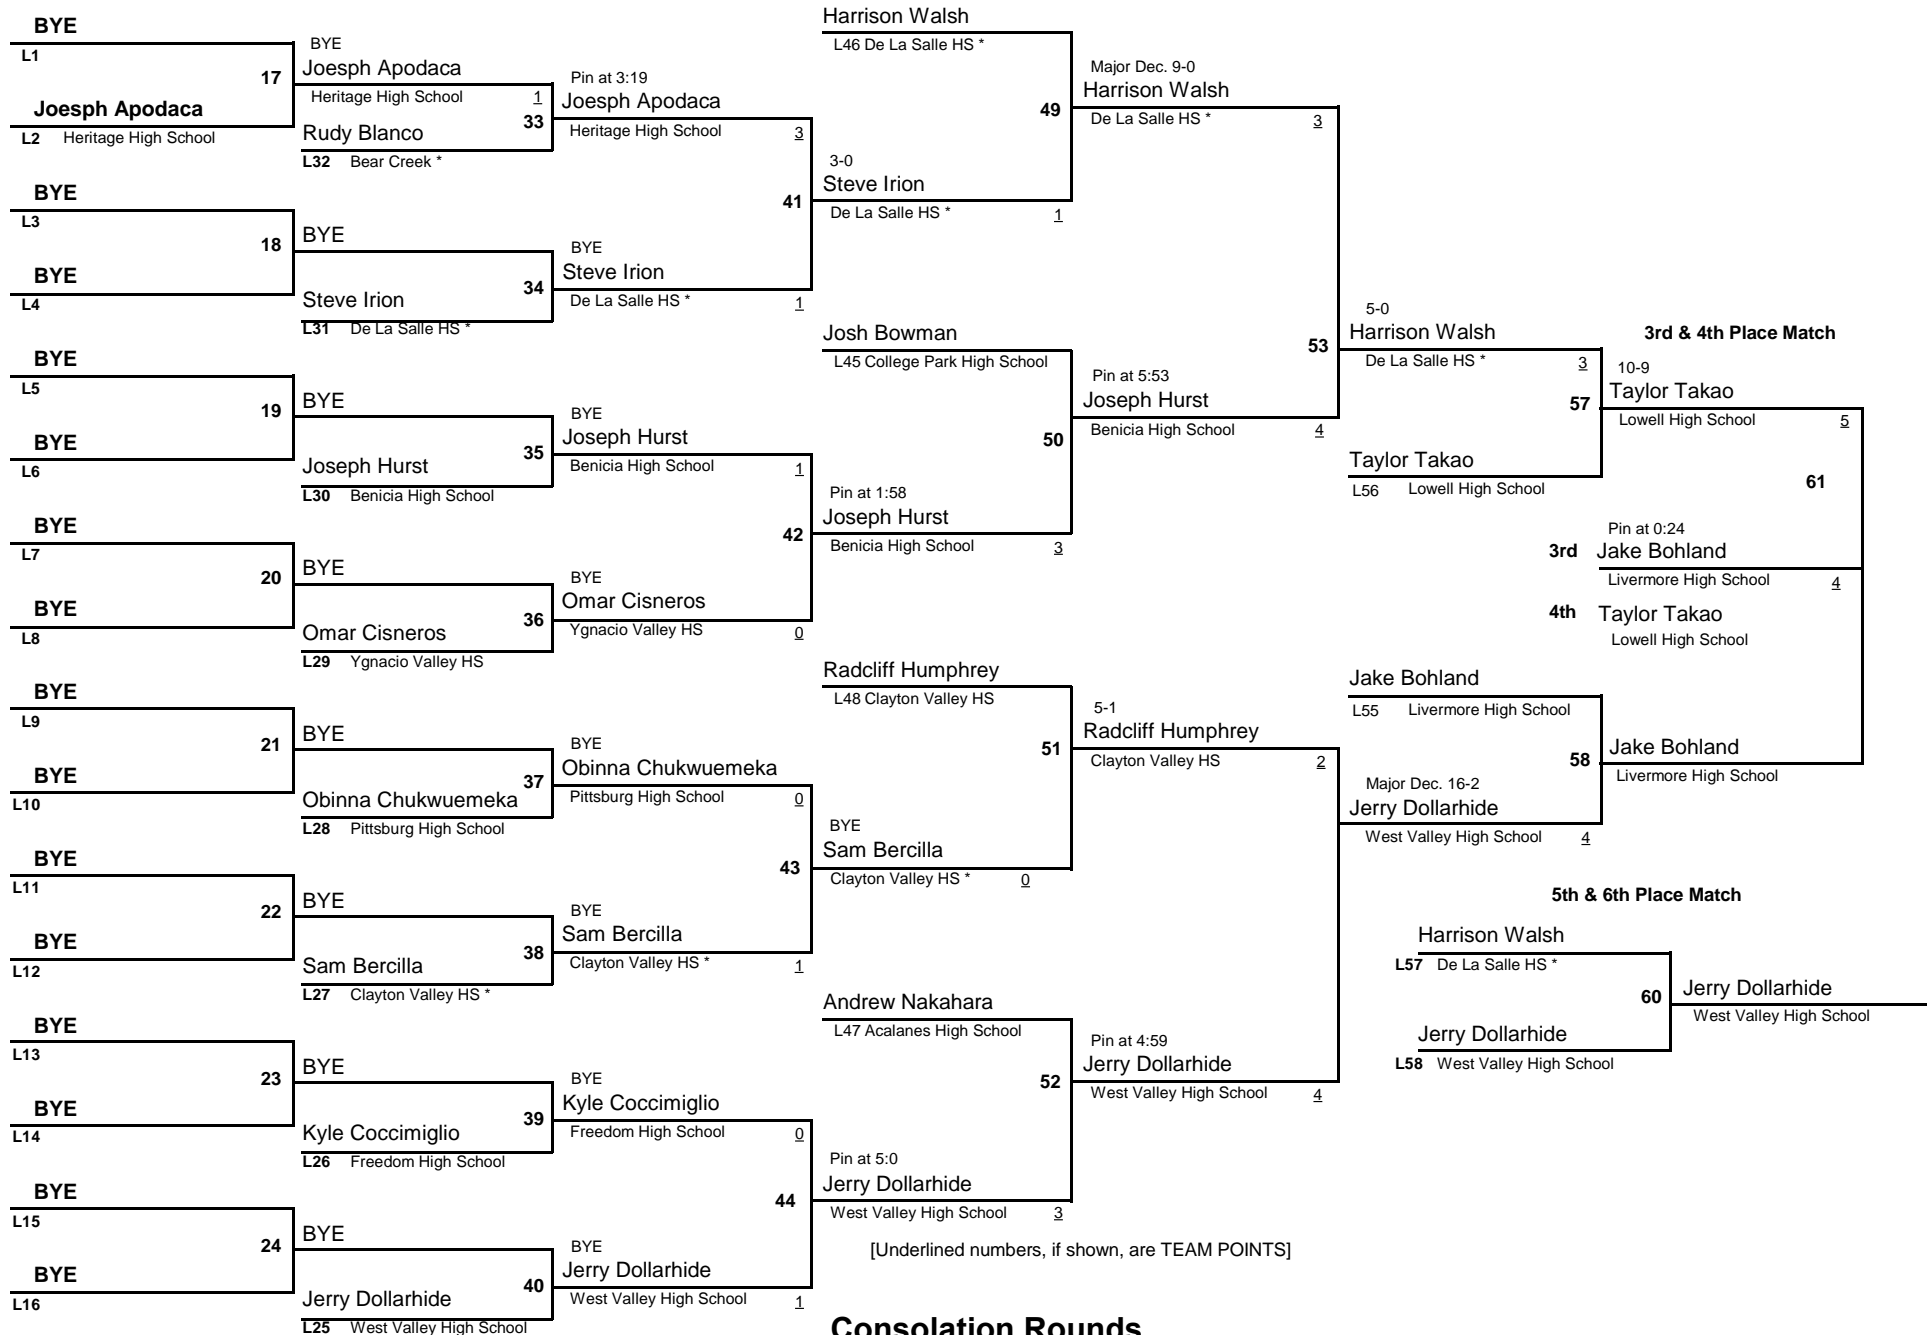 BYE
L1
17
Joesph Apodaca
L2 Heritage High School
BYE
L3
18
BYE
L4
BYE
L5
19
BYE
L6
BYE
L7
20
BYE
L8
BYE
L9
21
BYE
L10
BYE
L11
22
BYE
L12
BYE
L13
23
BYE
L14
BYE
L15
24
BYE
L16
BYE
Joesph Apodaca
Heritage High School 1
33
Rudy Blanco
L32 Bear Creek *
BYE
34
Steve Irion
L31 De La Salle HS *
BYE
35
Joseph Hurst
L30 Benicia High School
BYE
36
Omar Cisneros
L29 Ygnacio Valley HS
BYE
37
Obinna Chukwuemeka
L28 Pittsburg High School
BYE
38
Sam Bercilla
L27 Clayton Valley HS *
BYE
39
Kyle Coccimiglio
L26 Freedom High School
BYE
40
Jerry Dollarhide
L25 West Valley High School
Pin at 3:19
Joesph Apodaca
Heritage High School 3
41
BYE
Steve Irion
De La Salle HS * 1
BYE
Joseph Hurst
Benicia High School 1
42
BYE
Omar Cisneros
Ygnacio Valley HS 0
BYE
Obinna Chukwuemeka
Pittsburg High School 0
43
BYE
Sam Bercilla
Clayton Valley HS * 1
BYE
Kyle Coccimiglio
Freedom High School 0
44
BYE
Jerry Dollarhide
West Valley High School 1
Harrison Walsh
L46 De La Salle HS *
49
3-0
Steve Irion
De La Salle HS * 1
Josh Bowman
L45 College Park High School
50
Pin at 1:58
Joseph Hurst
Benicia High School 3
Radcliff Humphrey
L48 Clayton Valley HS
51
BYE
Sam Bercilla
Clayton Valley HS * 0
Andrew Nakahara
L47 Acalanes High School
52
Pin at 5:0
Jerry Dollarhide
West Valley High School 3
[Underlined numbers, if shown, are TEAM POINTS]
Major Dec. 9-0
Harrison Walsh
De La Salle HS * 3
53
Pin at 5:53
Joseph Hurst
Benicia High School 4
5-1
Radcliff Humphrey
Clayton Valley HS 2
Pin at 4:59
Jerry Dollarhide
West Valley High School 4
5-0
Harrison Walsh
De La Salle HS * 3
57
Taylor Takao
L56 Lowell High School
Jake Bohland
L55 Livermore High School
58
Major Dec. 16-2
Jerry Dollarhide
West Valley High School 4
3rd & 4th Place Match
10-9
Taylor Takao
Lowell High School 5
61
Pin at 0:24
3rd Jake Bohland
Livermore High School 4
4th Taylor Takao
Lowell High School
Jake Bohland
Livermore High School
5th & 6th Place Match
Harrison Walsh
L57 De La Salle HS *
60
Jerry Dollarhide
L58 West Valley High School
Jerry Dollarhide
West Valley High School
Consolation Rounds